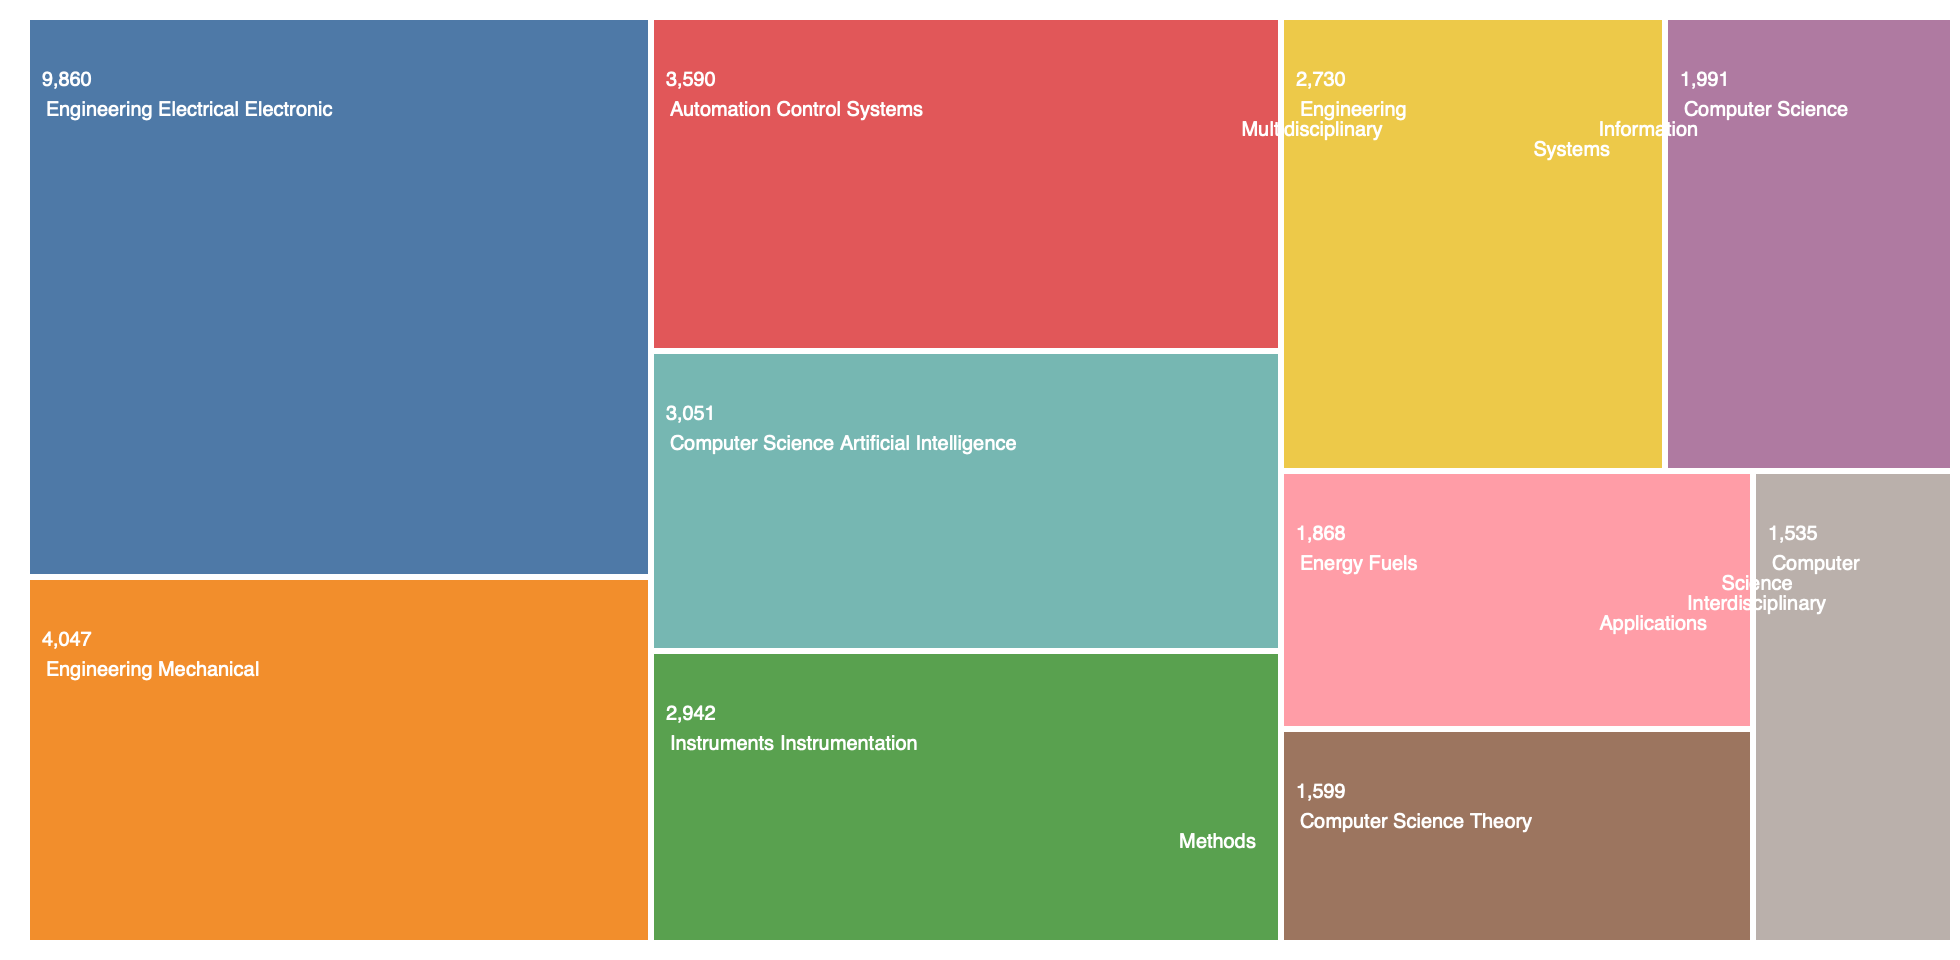 9,860
Engineering Electrical Electronic
4,047
Engineering Mechanical
3,590
Automation Control Systems
3,051
Computer Science Artificial Intelligence
2,942
Instruments Instrumentation
2,730
Engineering
Multidisciplinary
1,991
Computer Science
Information
Systems
1,868
Energy Fuels
1,599
Computer Science Theory
Methods
1,535
Computer
Science
Interdisciplinary
Applications